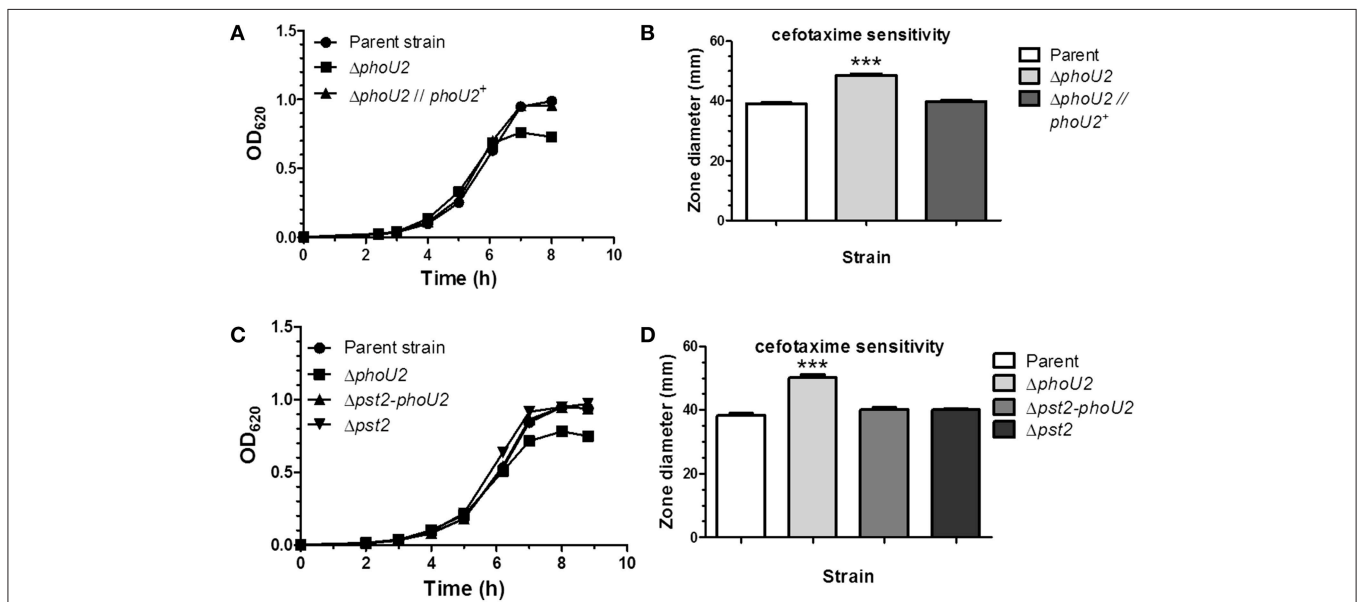 A
1.5
1.0
0.5
0.0
OD620
0
2
4
6
8
10
Time (h)
Parent strain
ΔphoU2
ΔphoU2 // phoU2+
B
cefotaxime sensitivity
60
40
20
0
Zone diameter (mm)
***
Strain
Parent
ΔphoU2
ΔphoU2 //
phoU2+
C
1.5
1.0
0.5
0.0
OD620
0
2
4
6
8
10
Time (h)
Parent strain
ΔphoU2
Δpst2-phoU2
Δpst2
D
cefotaxime sensitivity
60
40
20
0
Zone diameter (mm)
***
Strain
Parent
ΔphoU2
Δpst2-phoU2
Δpst2